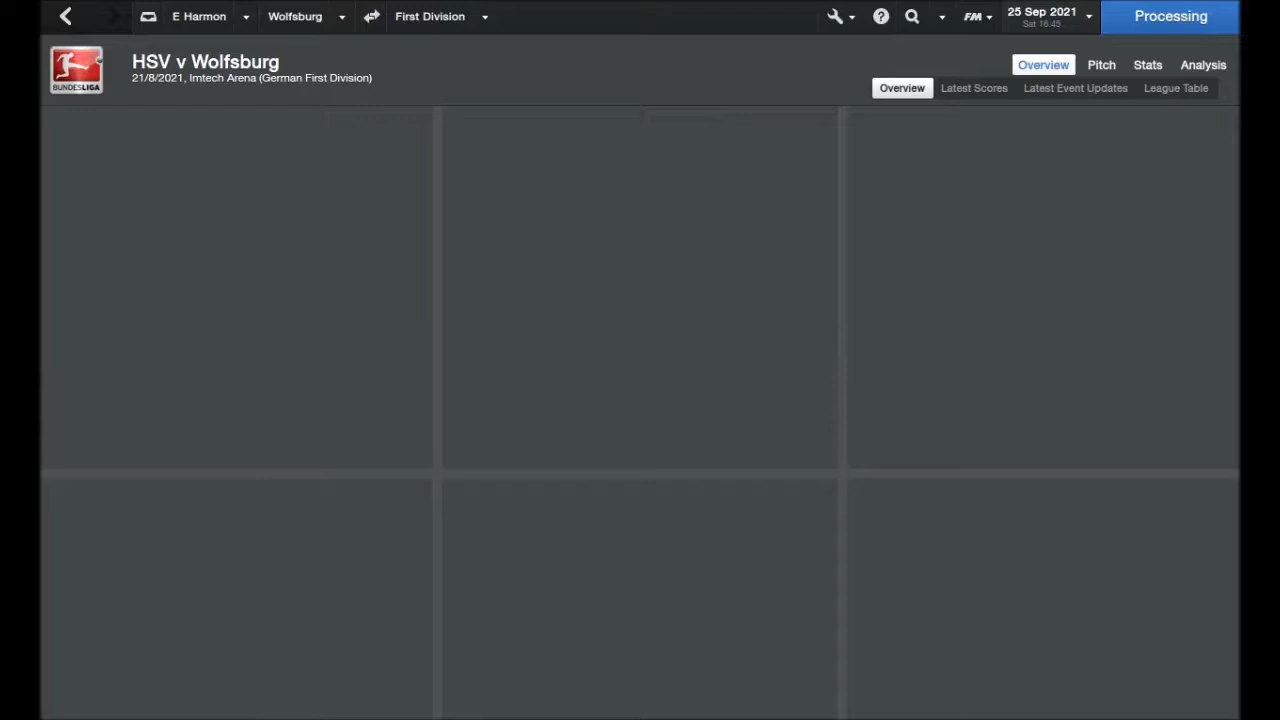 E Harmon
Wolfsburg
First Division
FM
25 Sep 2021
Sat 16:45
Processing
BUNDESLIGA
HSV v Wolfsburg
21/8/2021, Imtech Arena (German First Division)
Overview Pitch Stats Analysis
Overview Latest Scores Latest Event Updates League Table